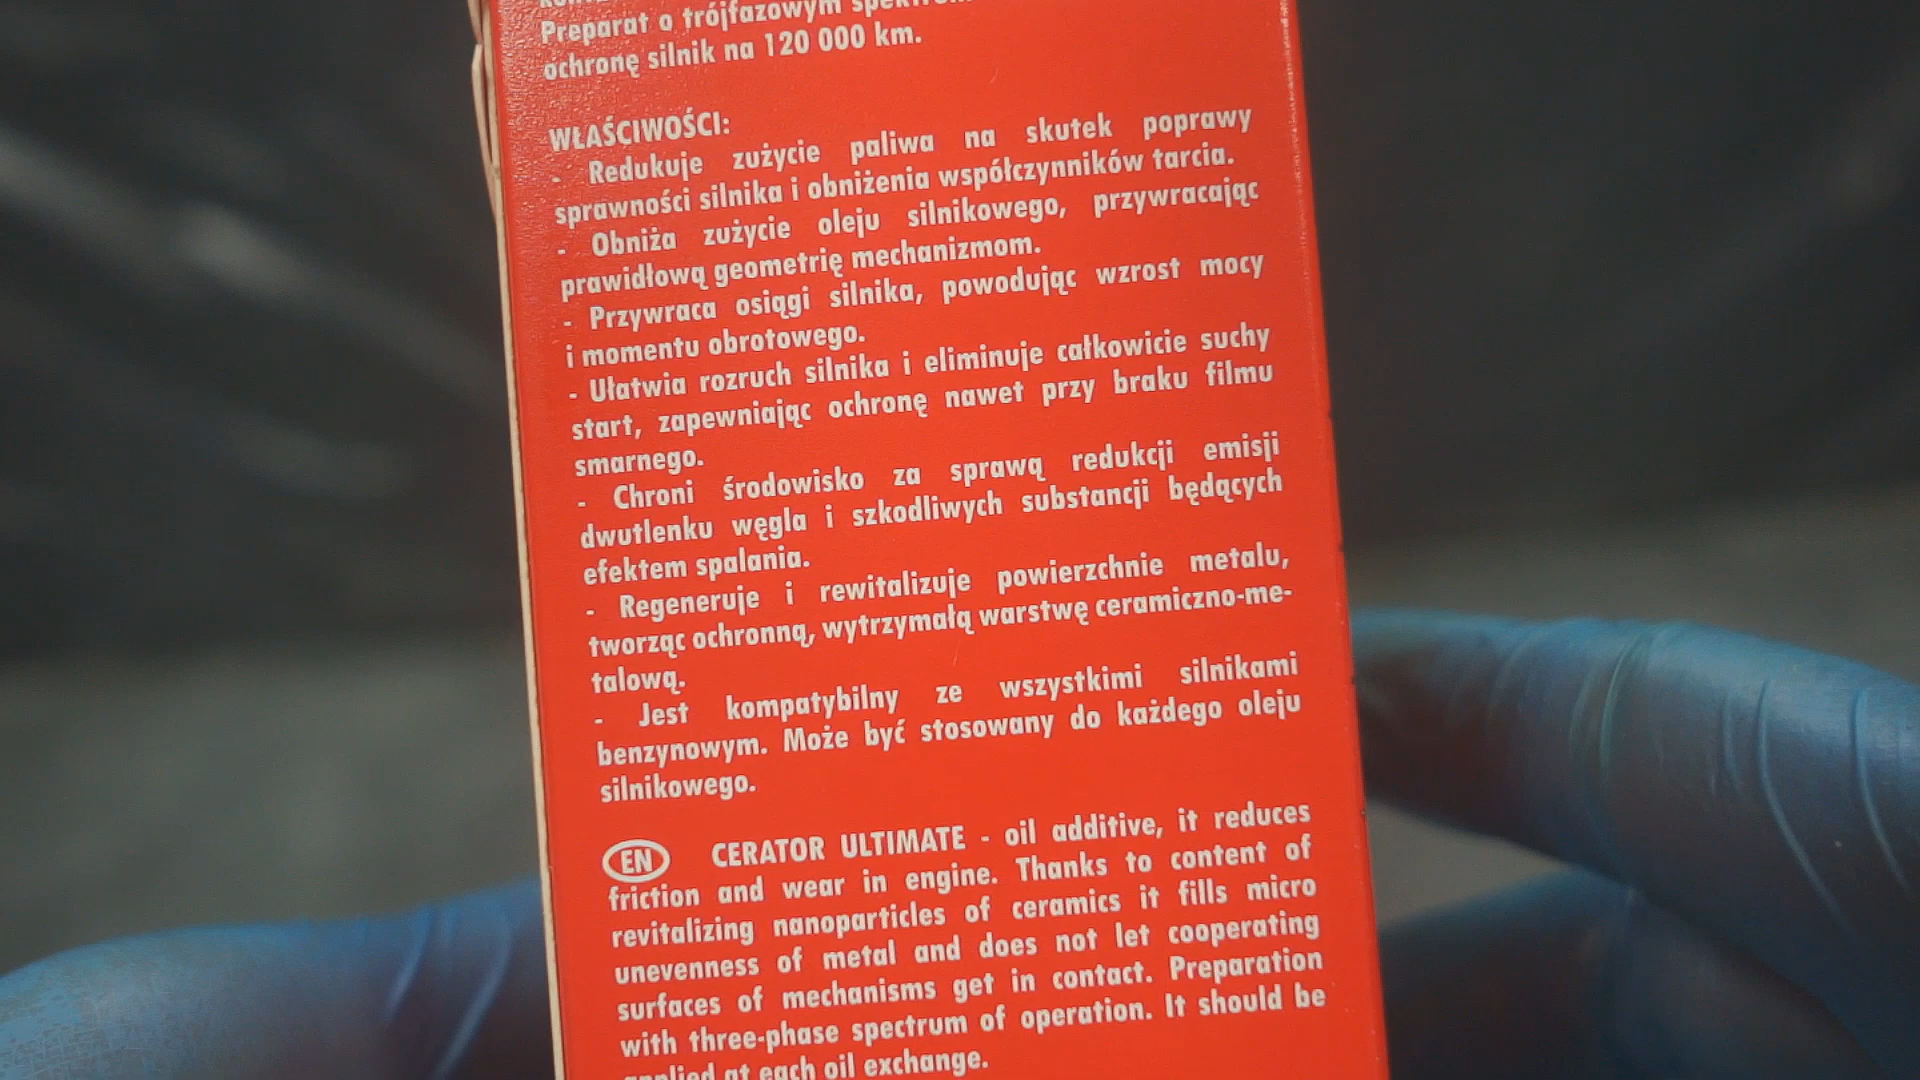 Preparat o trójfazowym
ochronę silnik na 120 000 km.
WŁAŚCIWOŚCI:
- Redukuje zużycie paliwa na skutek poprawy
sprawności silnika i obniżenia współczynników tarcia.
- Obniża zużycie oleju silnikowego, przywracając
prawidłową geometrię mechanizmom.
- Przywraca osiągi silnika, powodując wzrost mocy
i momentu obrotowego.
- Ułatwia rozruch silnika i eliminuje całkowicie suchy
start, zapewniając ochronę nawet przy braku filmu
smarnego.
- Chroni środowisko za sprawą redukcji emisji
dwutlenku węgla i szkodliwych substancji będących
efektem spalania.
- Regeneruje i rewitalizuje powierzchnie metalu,
tworząc ochronną, wytrzymałą warstwę ceramiczno-me-
talową.
- Jest kompatybilny ze wszystkimi silnikami
benzynowym. Może być stosowany do każdego oleju
silnikowego.
EN CERATOR ULTIMATE - oil additive, it reduces
friction and wear in engine. Thanks to content of
revitalizing nanoparticles of ceramics it fills micro
unevenness of metal and does not let cooperating
surfaces of mechanisms get in contact. Preparation
with three-phase spectrum of operation. It should be
applied at each oil exchange.